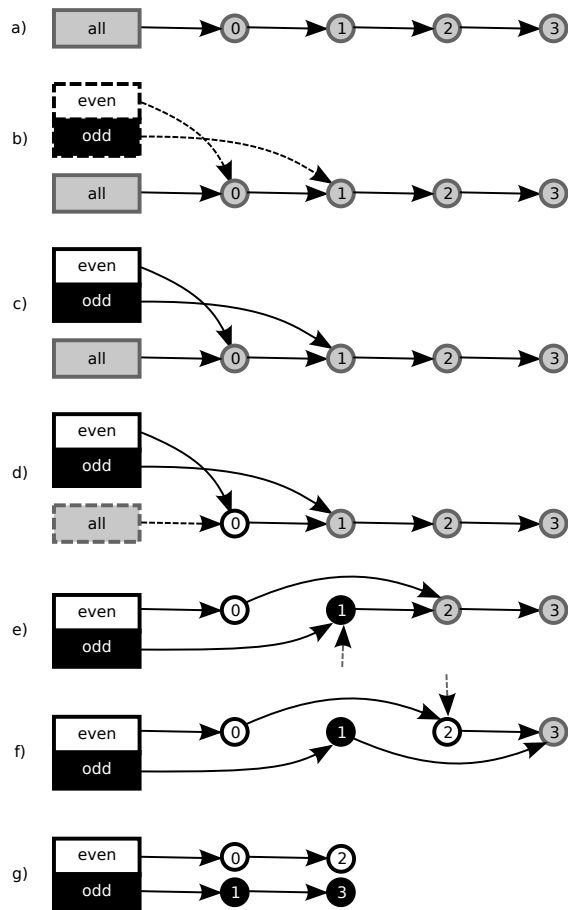 a) all 0 1 2 3
even
b) odd
all 0 1 2 3
even
c) odd
all 0 1 2 3
even
d) odd
all 0 1 2 3
even 0 1 2 3
e) odd
even 0 1 2 3
f) odd
even 0 2
g) odd 1 3